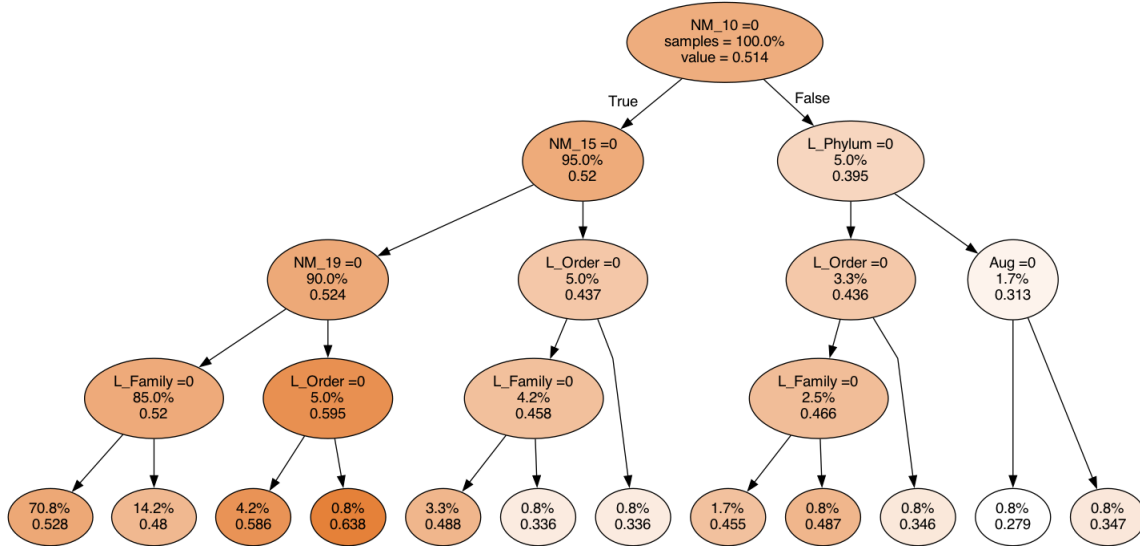 NM_10 =0
samples = 100.0%
value = 0.514
True
False
NM_15 =0
95.0%
0.52
L_Phylum =0
5.0%
0.395
NM_19 =0
90.0%
0.524
L_Order =0
5.0%
0.437
L_Order =0
3.3%
0.436
Aug =0
1.7%
0.313
L_Family =0
85.0%
0.52
L_Order =0
5.0%
0.595
L_Family =0
4.2%
0.458
L_Family =0
2.5%
0.466
70.8%
0.528
14.2%
0.48
4.2%
0.586
0.8%
0.638
3.3%
0.488
0.8%
0.336
0.8%
0.336
1.7%
0.455
0.8%
0.487
0.8%
0.346
0.8%
0.279
0.8%
0.347